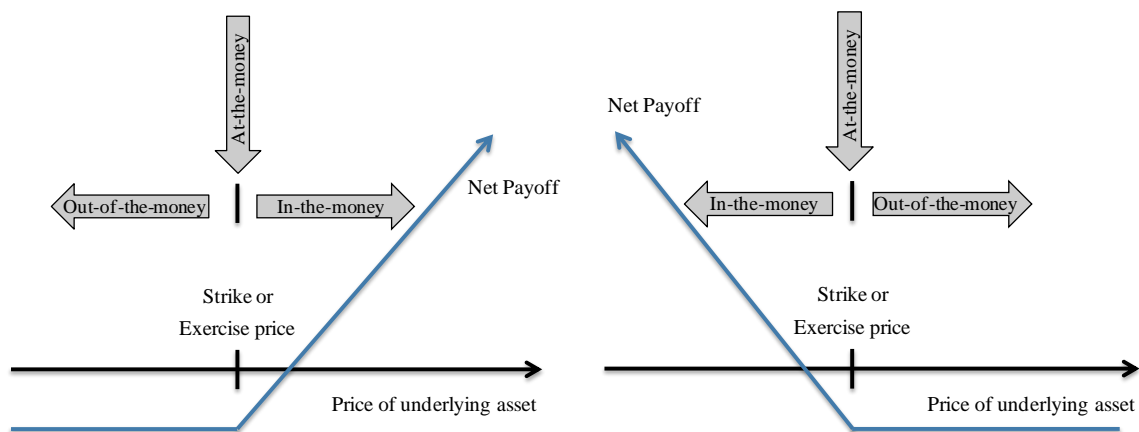 At-the-money
Net Payoff
Out-of-the-money
In-the-money
Strike or
Exercise price
Price of underlying asset
Net Payoff
At-the-money
In-the-money
Out-of-the-money
Strike or
Exercise price
Price of underlying asset